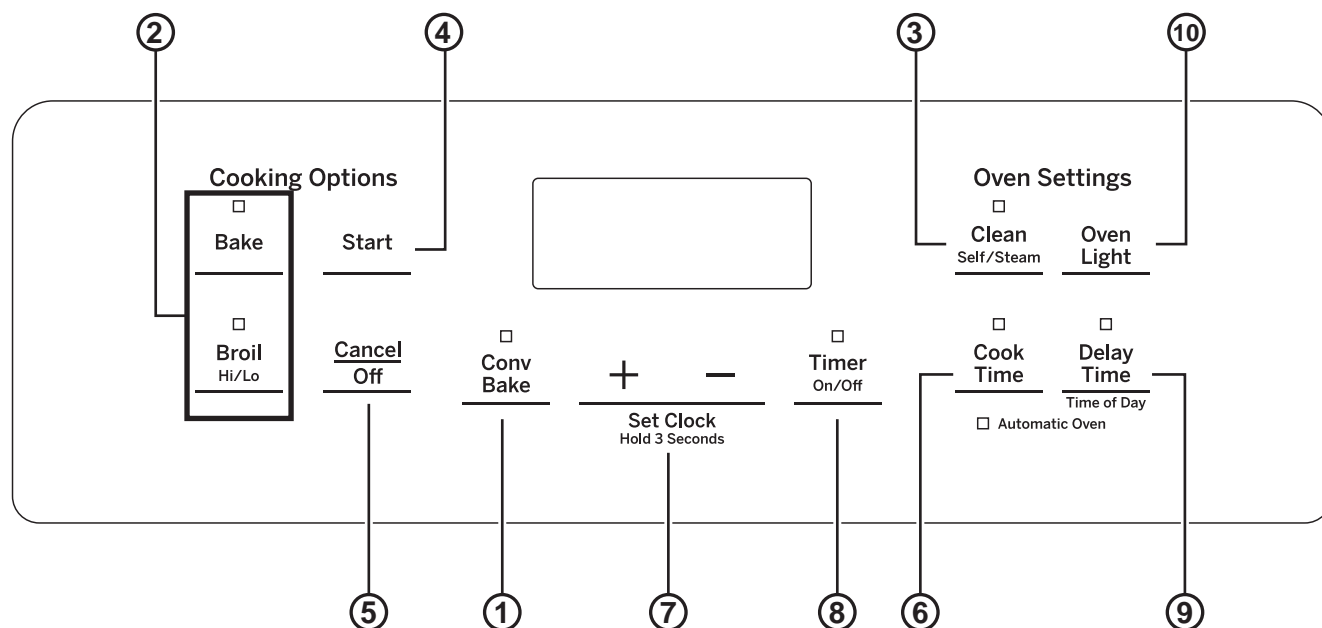 2
4
3
10
Cooking Options
Oven Settings
Bake
Start
Clean
Self/Steam
Oven
Light
Broil
Hi/Lo
Cancel
Off
Conv
Bake
+ −
Set Clock
Hold 3 Seconds
Timer
On/Off
Cook
Time
Delay
Time
Time of Day
Automatic Oven
5
1
7
8
6
9